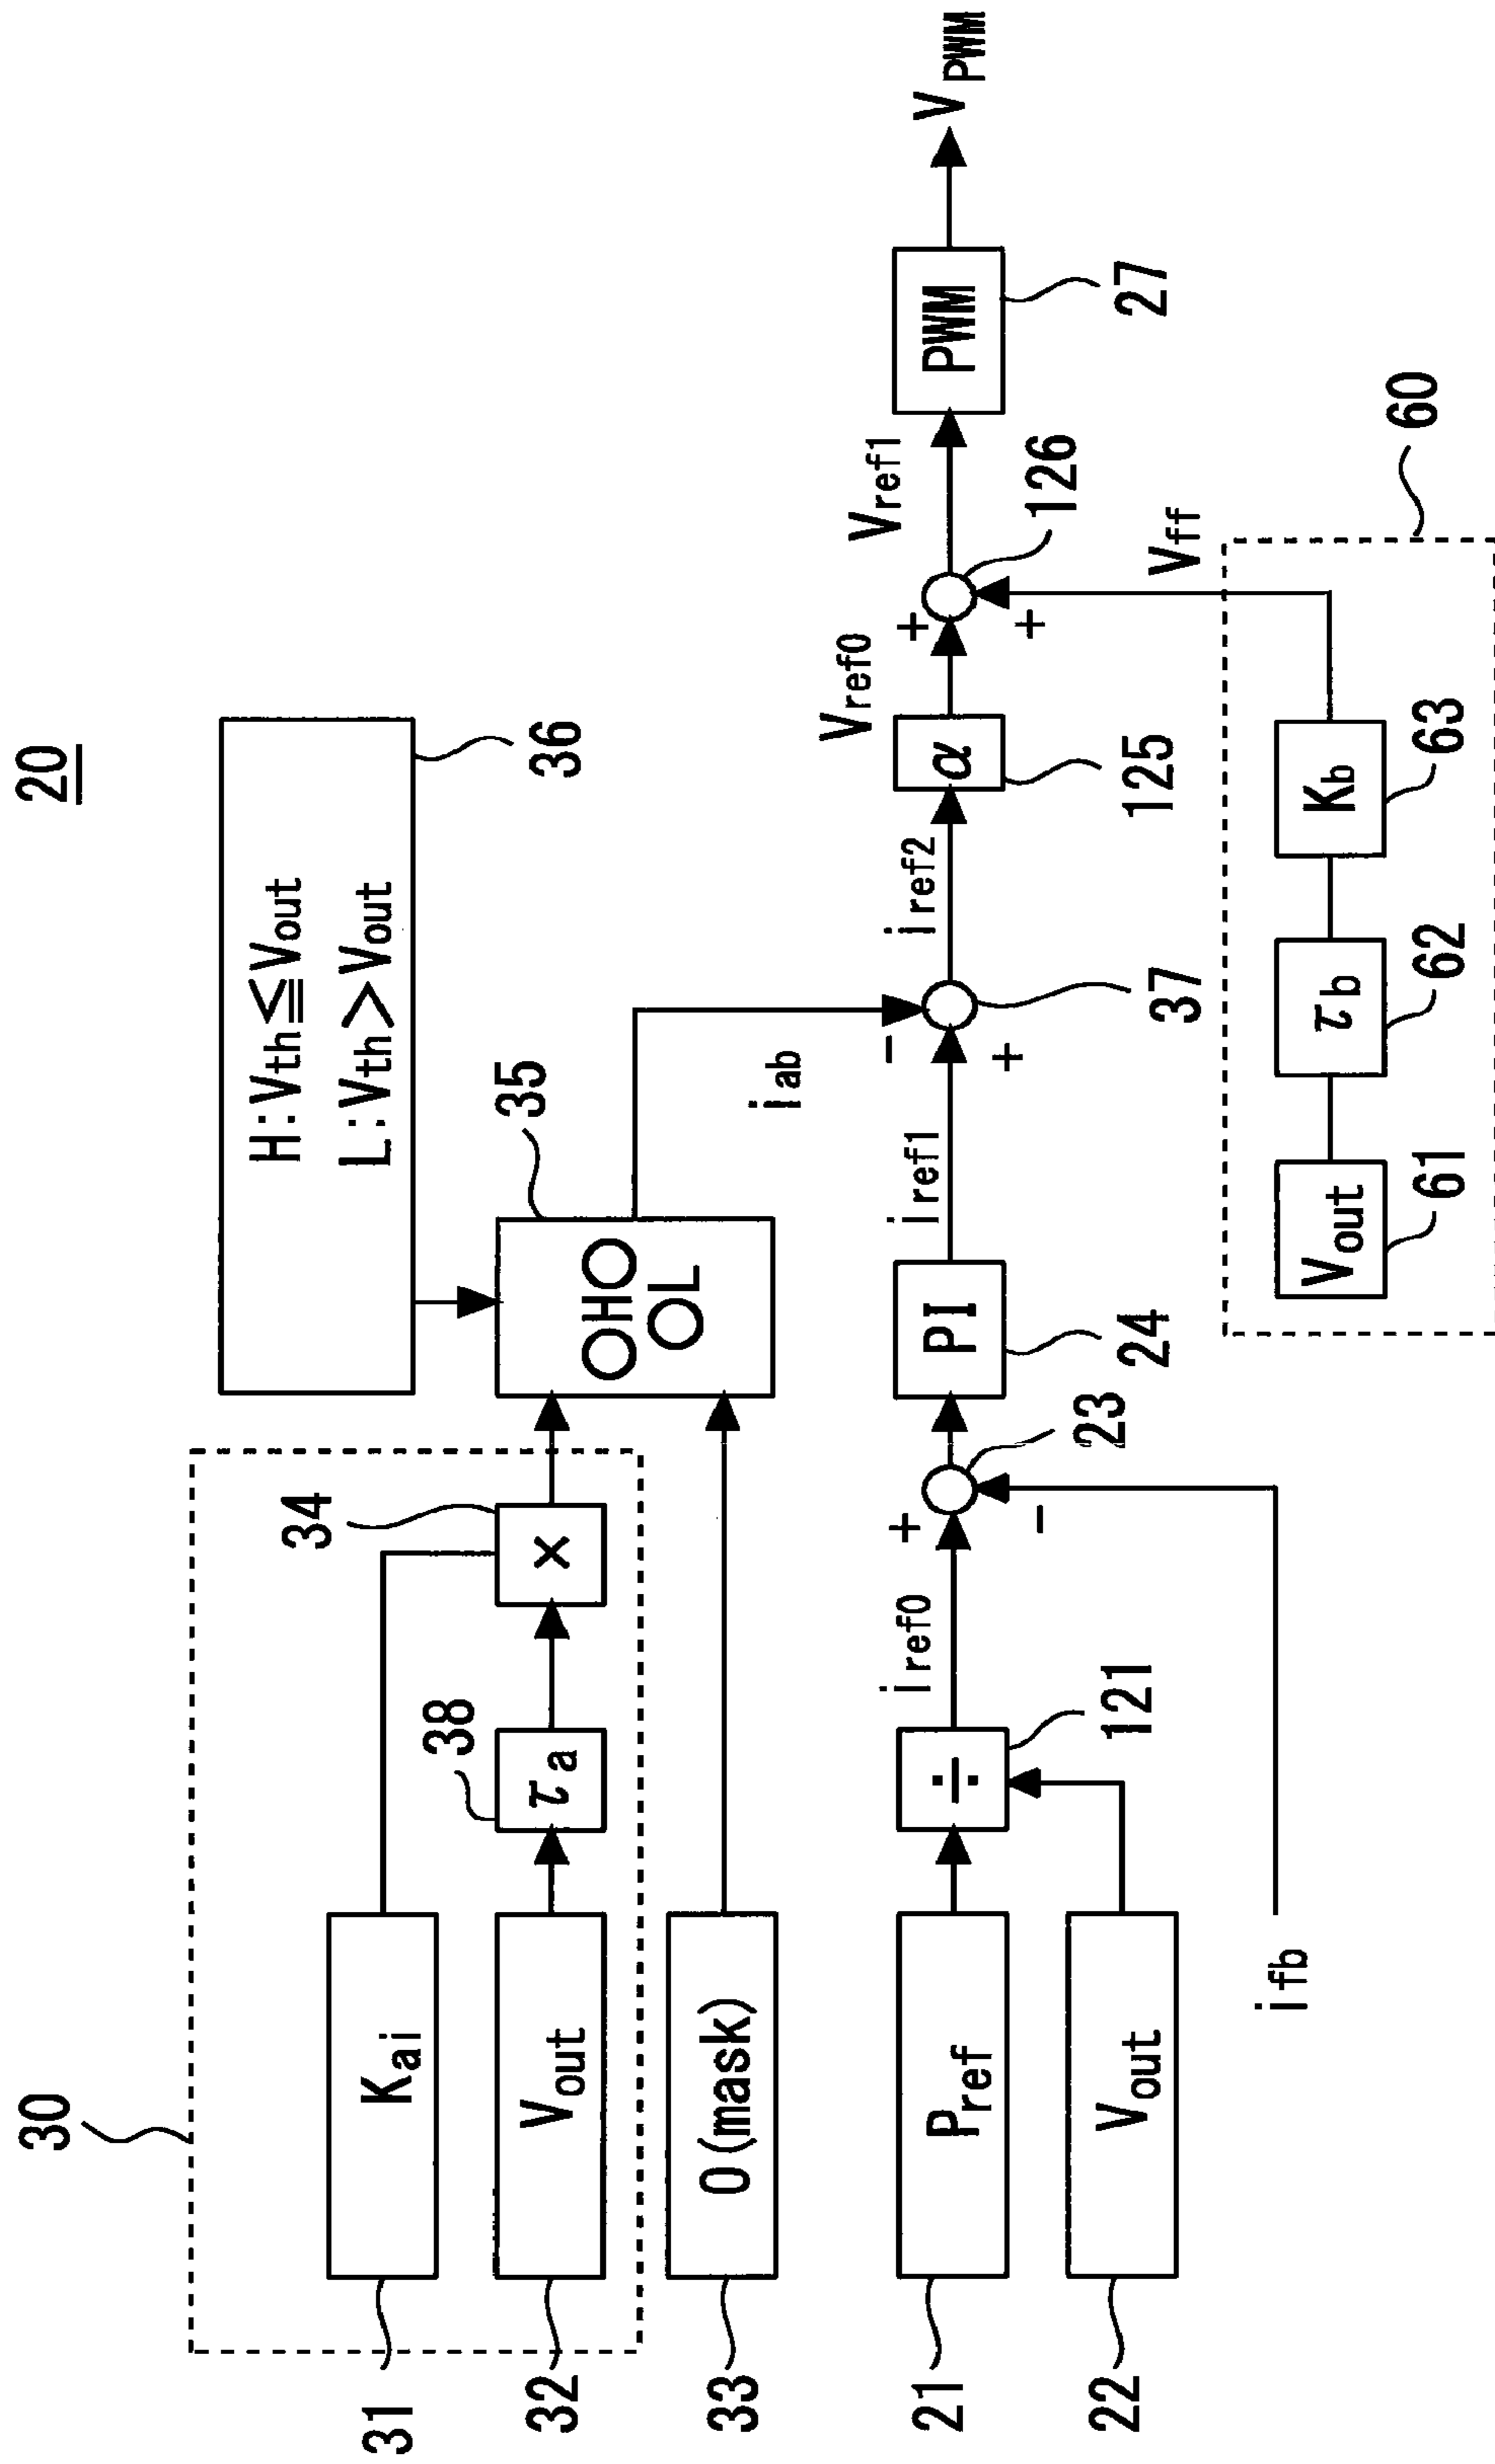 20
30
H:Vth≦Vout
L:Vth>Vout
36
31
Kai
34
32
Vout
38
τa
×
35
OHO
OL
33
0(mask)
iab
21
Pref
÷
121
iref0
+
-
23
PI
24
iref1
+
-
37
iref2
α
125
Vref0
+
+
126
Vref1
PWM
27
VPWM
22
Vout
ifb
Vff
60
Vout
61
τb
62
Kb
63